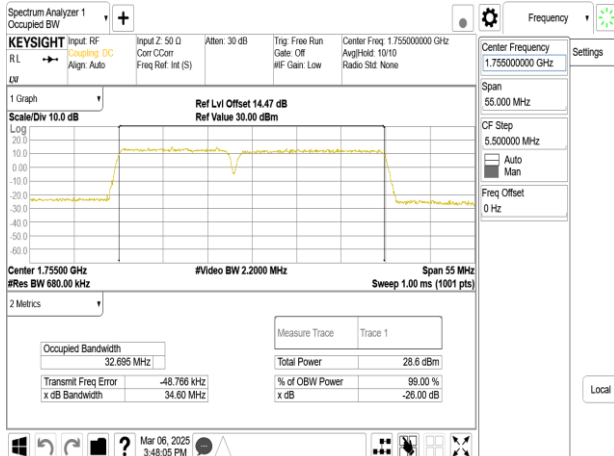 Spectrum Analyzer 1
Occupied BW
+
Frequency
KEYSIGHT
RL
LXI
Input: RF
Coupling: DC
Align: Auto
Input Z: 50 Ω
Corr CCorr
Freq Ref: Int (S)
Atten: 30 dB
Trig: Free Run
Gate: Off
#IF Gain: Low
Center Freq: 1.755000000 GHz
Avg|Hold: 10/10
Radio Std: None
Center Frequency
1.755000000 GHz
Settings
Span
55.000 MHz
CF Step
5.500000 MHz
Auto
Man
Freq Offset
0 Hz
Local
1 Graph
Scale/Div 10.0 dB
Ref Lvl Offset 14.47 dB
Ref Value 30.00 dBm
Log
20.0
10.0
0.00
-10.0
-20.0
-30.0
-40.0
-50.0
-60.0
Center 1.75500 GHz
#Res BW 680.00 kHz
#Video BW 2.2000 MHz
Span 55 MHz
Sweep 1.00 ms (1001 pts)
2 Metrics
Measure Trace Trace 1
Occupied Bandwidth
32.695 MHz
Total Power 28.6 dBm
Transmit Freq Error -48.766 kHz
% of OBW Power 99.00 %
x dB Bandwidth 34.60 MHz
x dB -26.00 dB
?
Mar 06, 2025
3:48:05 PM